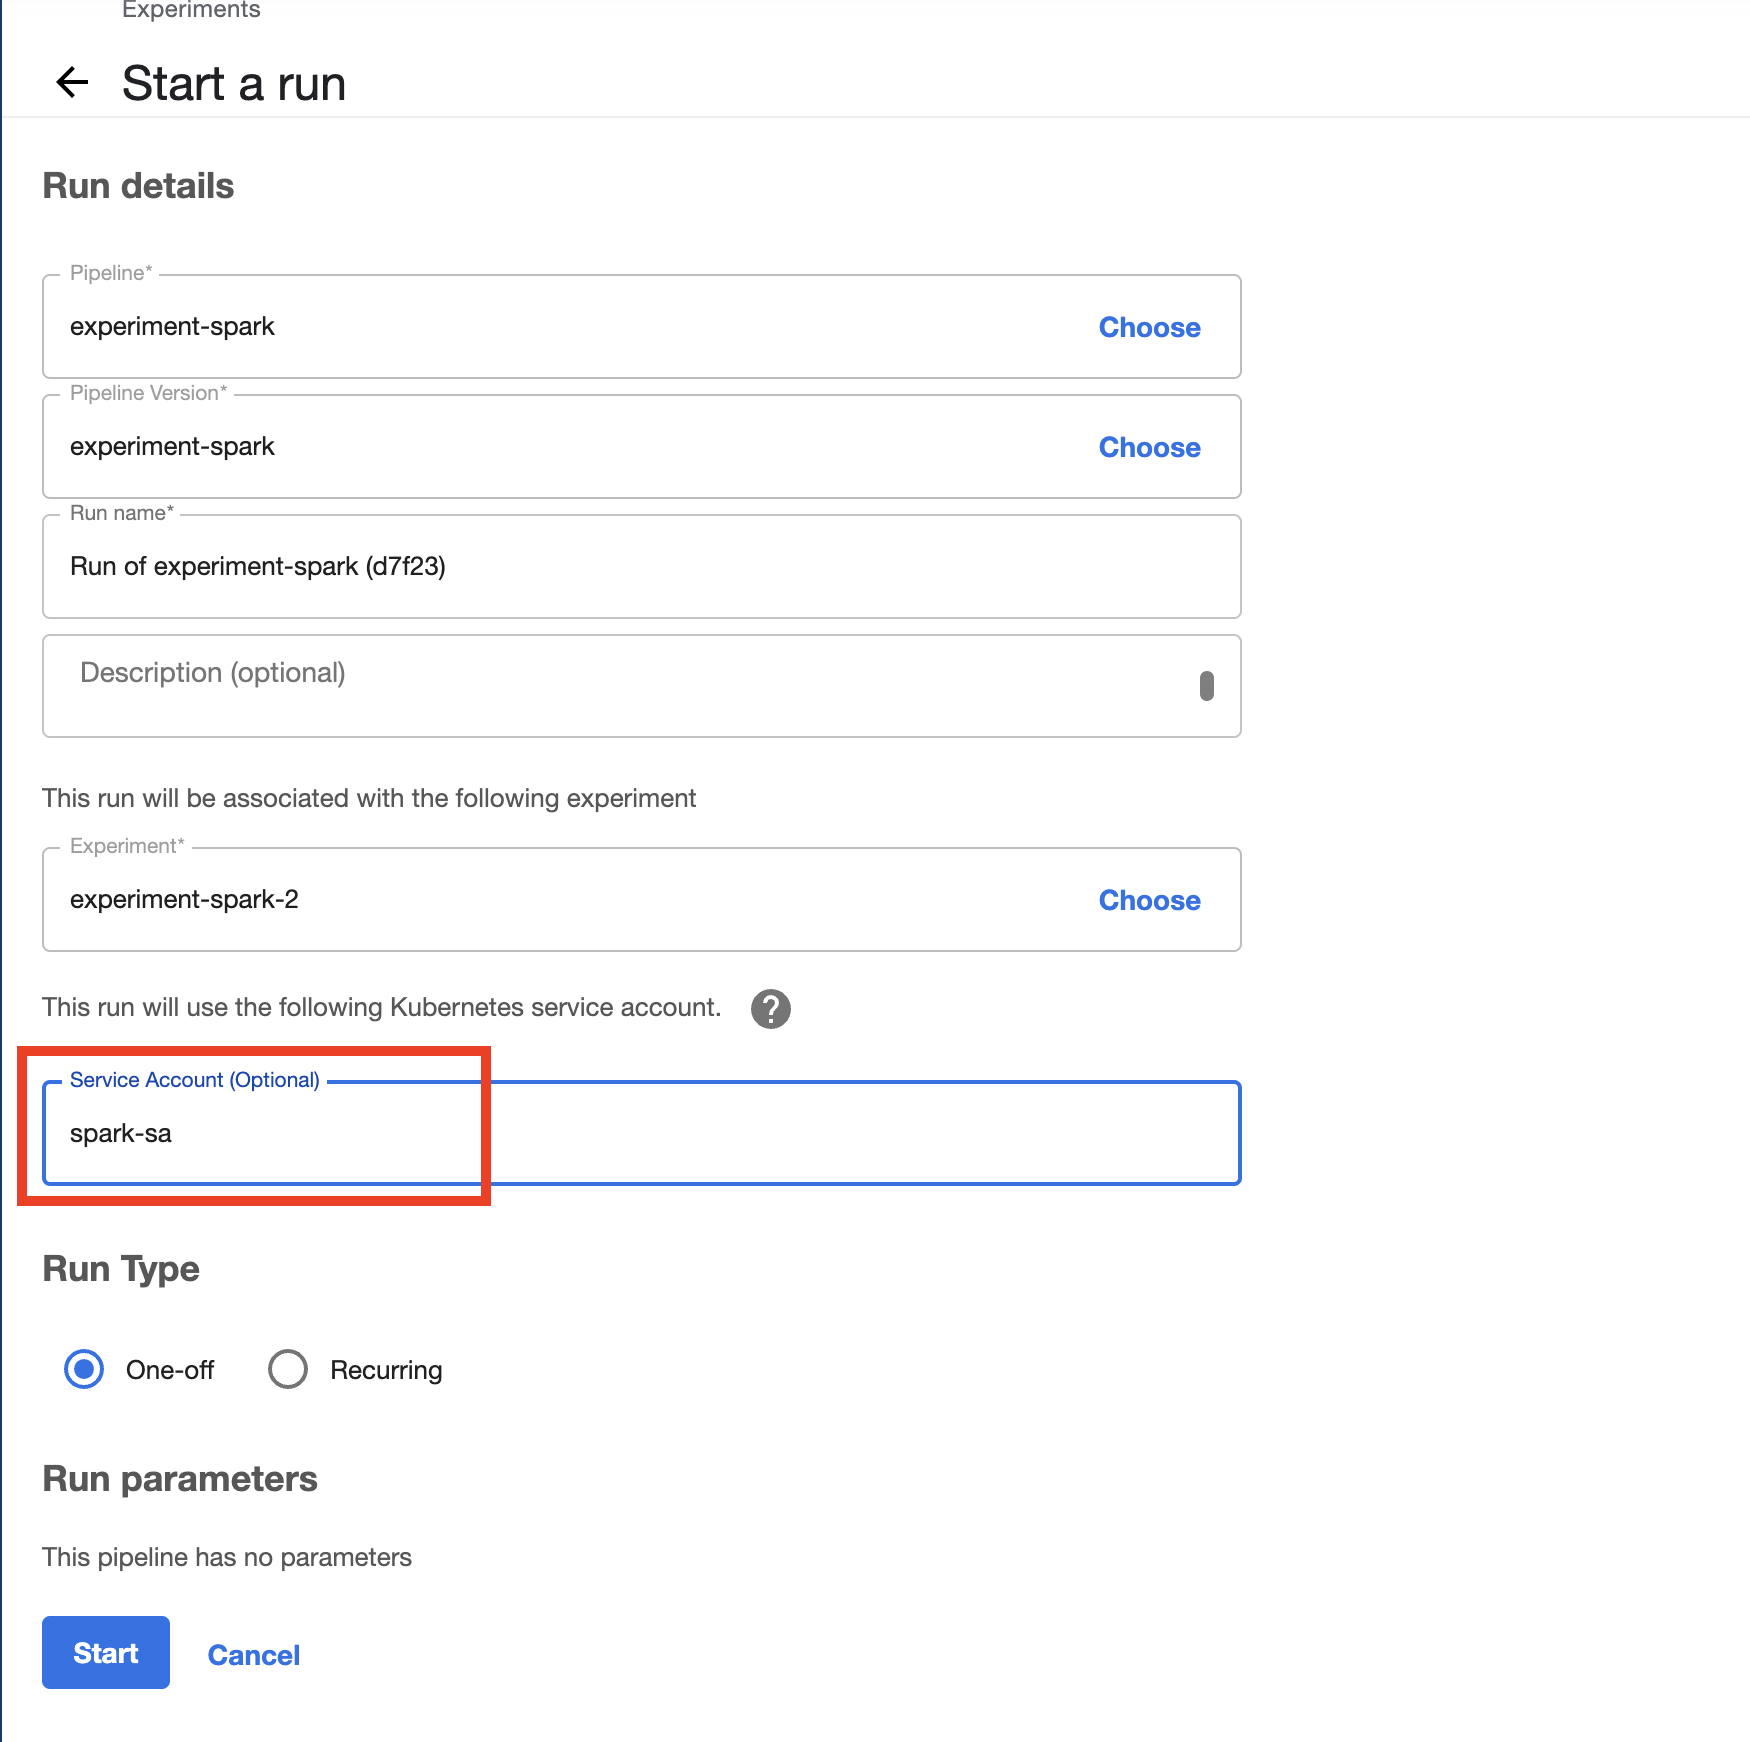 Experiments
Start a run
Run details
Pipeline*
experiment-spark
Choose
Pipeline Version*
experiment-spark
Choose
Run name*
Run of experiment-spark (d7f23)
Description (optional)
This run will be associated with the following experiment
Experiment*
experiment-spark-2
Choose
This run will use the following Kubernetes service account. ?
Service Account (Optional)
spark-sa
Run Type
One-off Recurring
Run parameters
This pipeline has no parameters
Start Cancel